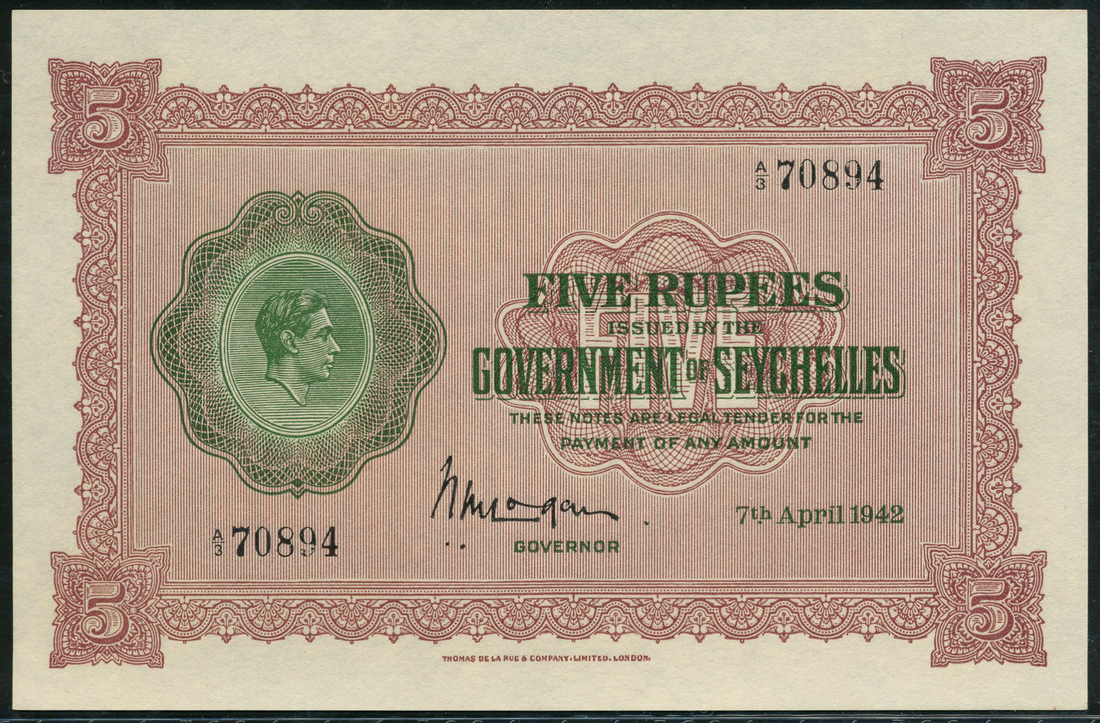 5 5
A/3 70894
FIVE RUPEES
ISSUED BY THE
FIVE
GOVERNMENT OF SEYCHELLES
THESE NOTES ARE LEGAL TENDER FOR THE
PAYMENT OF ANY AMOUNT
7th April 1942
A/3 70894
GOVERNOR
5 5
THOMAS DE LA RUE & COMPANY, LIMITED, LONDON.